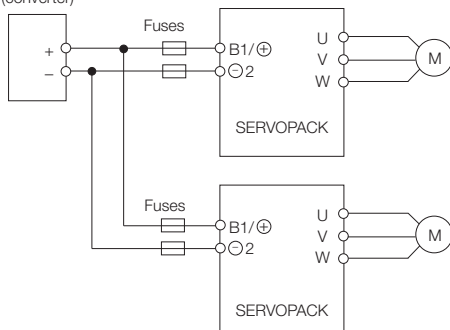 (converter)
+
−
Fuses
B1/⊕
⊖2
U
V
W
M
SERVOPACK
Fuses
B1/⊕
⊖2
U
V
W
M
SERVOPACK